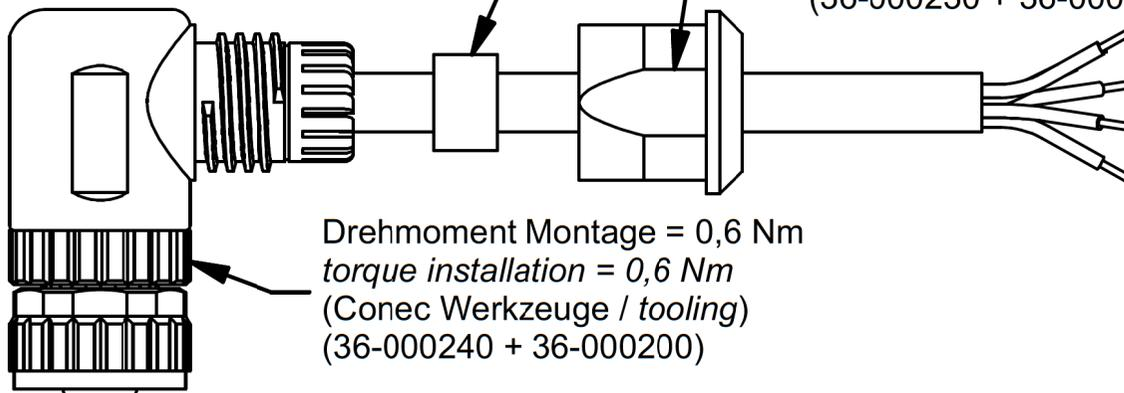 Drehmoment Montage = 0,6 Nm
torque installation = 0,6 Nm
(Conec Werkzeuge / tooling)
(36-000240 + 36-000200)